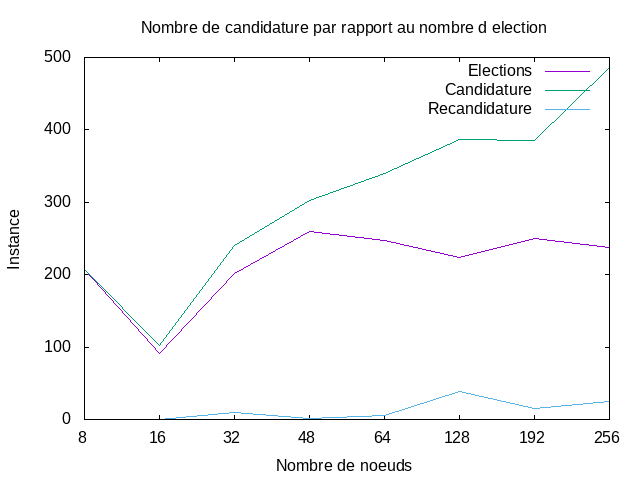 Nombre de candidature par rapport au nombre d election
500
400
300
200
100
0
Instance
Elections
Candidature
Recandidature
8 16 32 48 64 128 192 256
Nombre de noeuds